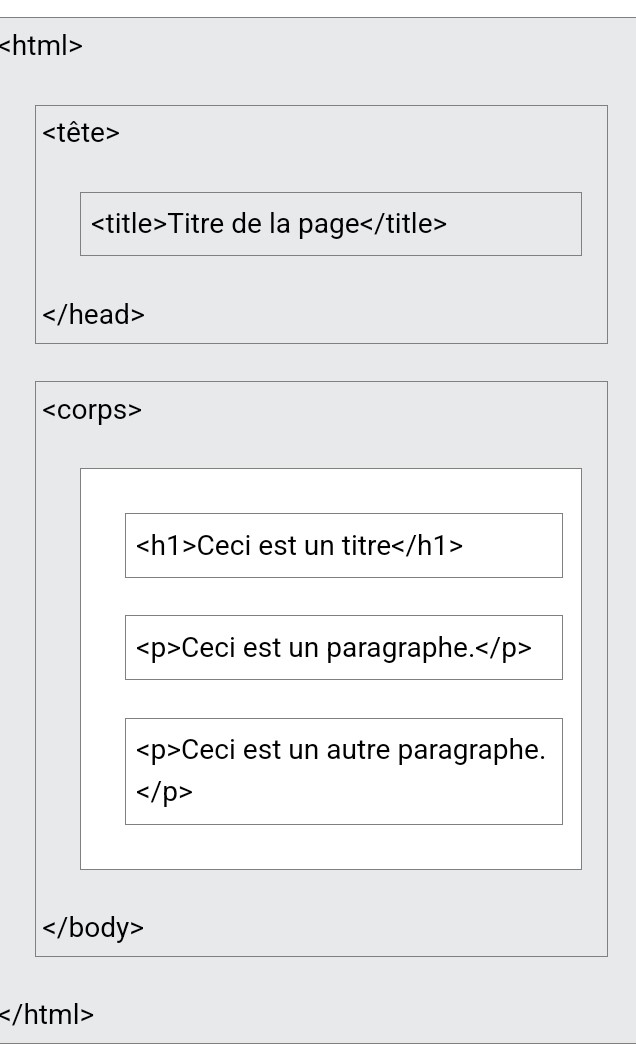 <html>
<tête>
<title>Titre de la page</title>
</head>
<corps>
<h1>Ceci est un titre</h1>
<p>Ceci est un paragraphe.</p>
<p>Ceci est un autre paragraphe.
</p>
</body>
</html>